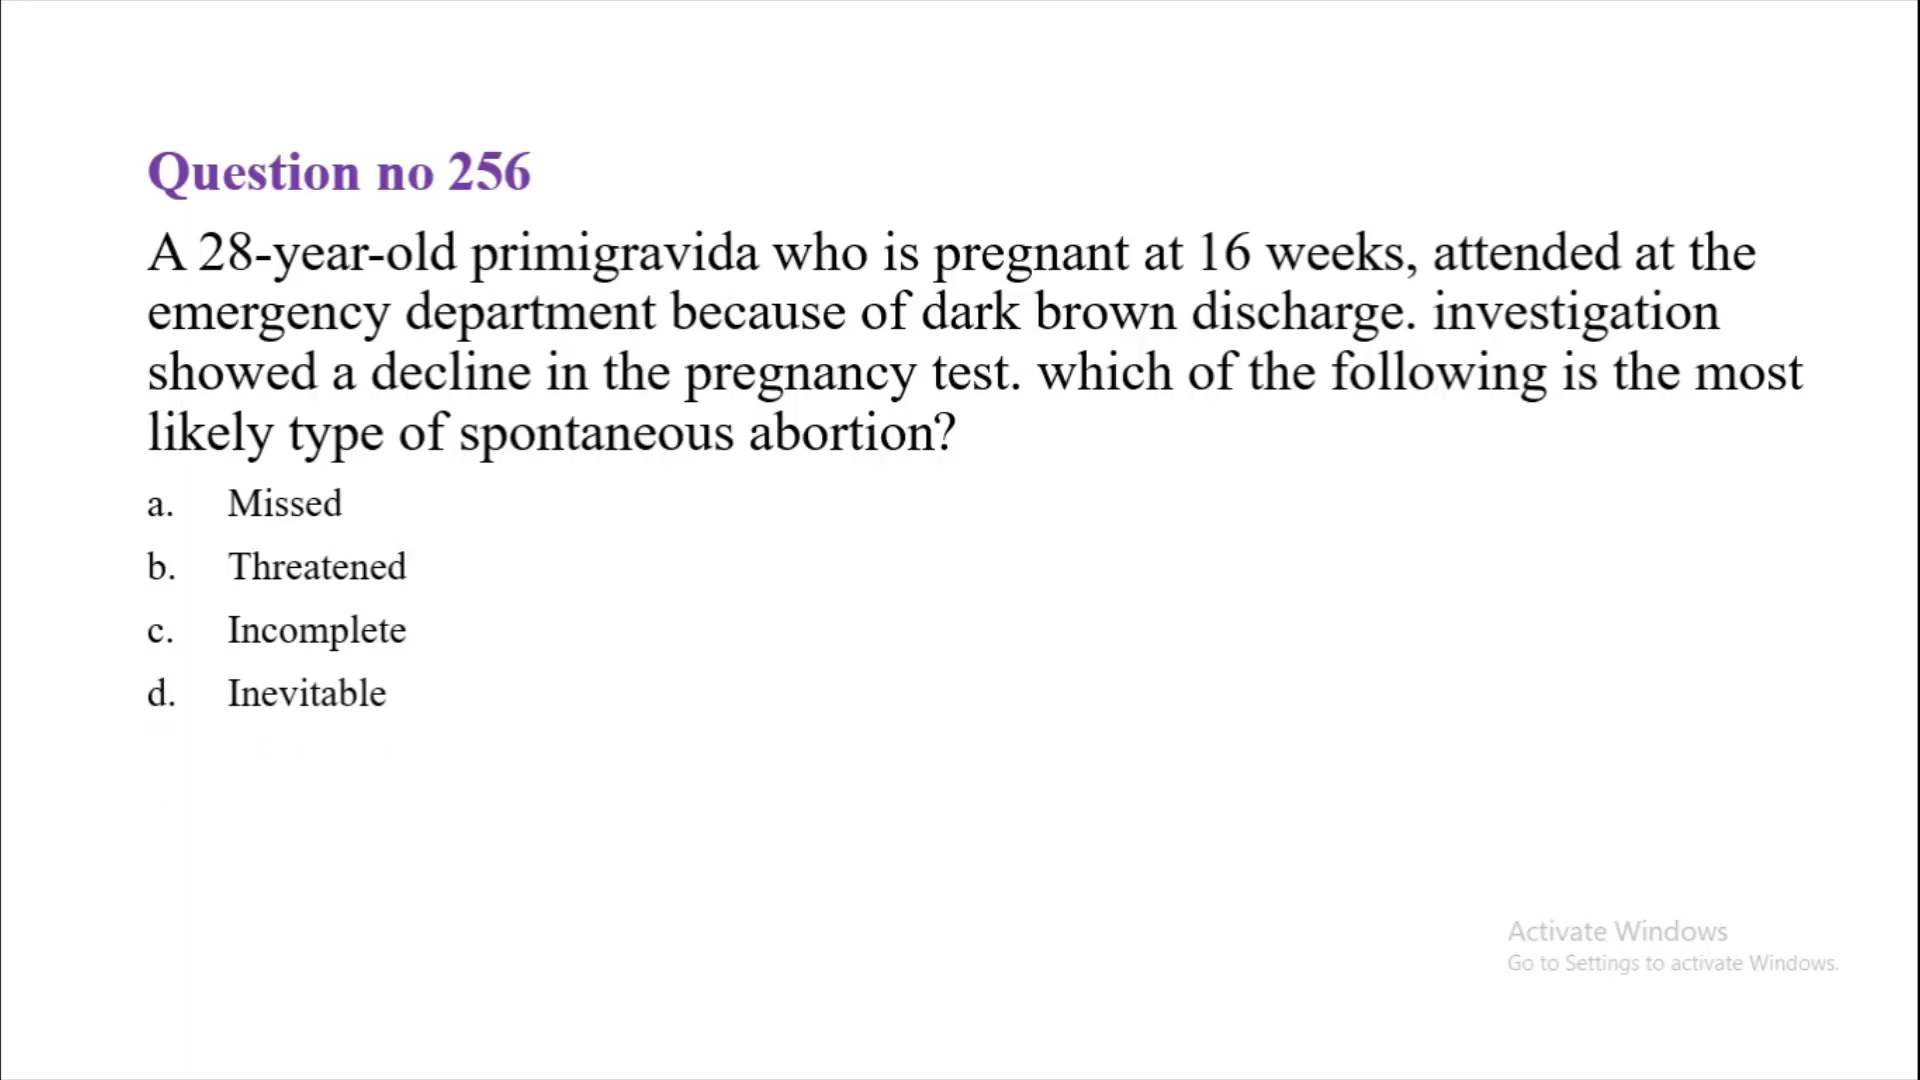 Question no 256
A 28-year-old primigravida who is pregnant at 16 weeks, attended at the
emergency department because of dark brown discharge. investigation
showed a decline in the pregnancy test. which of the following is the most
likely type of spontaneous abortion?
a. Missed
b. Threatened
c. Incomplete
d. Inevitable
Activate Windows
Go to Settings to activate Windows.